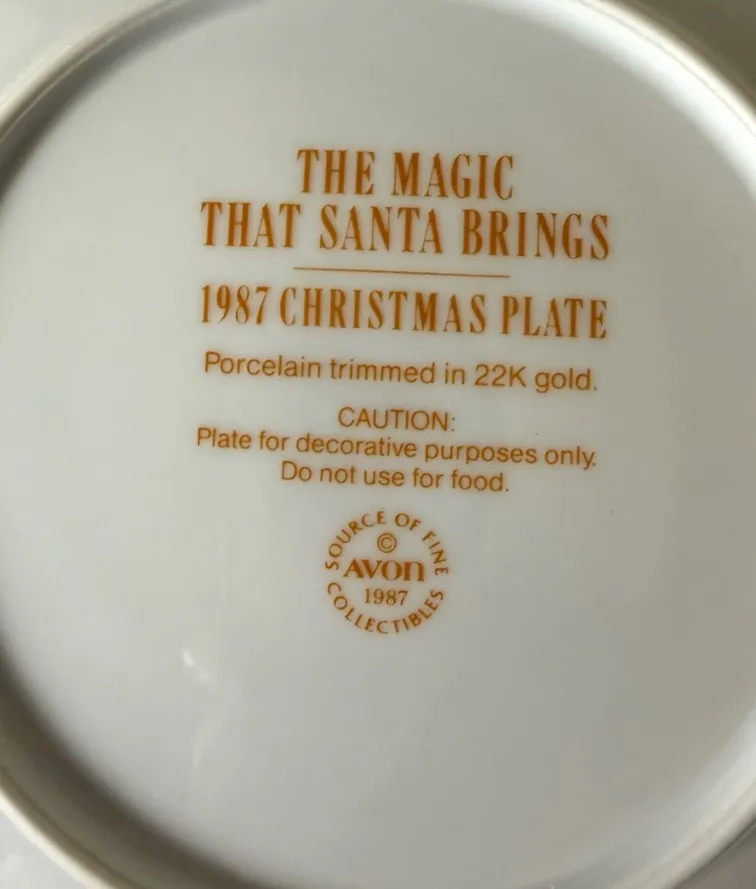 THE MAGIC
THAT SANTA BRINGS
1987 CHRISTMAS PLATE
Porcelain trimmed in 22K gold.
CAUTION:
Plate for decorative purposes only.
Do not use for food.
SOURCE OF FINE
©
AVON
1987
COLLECTIBLES